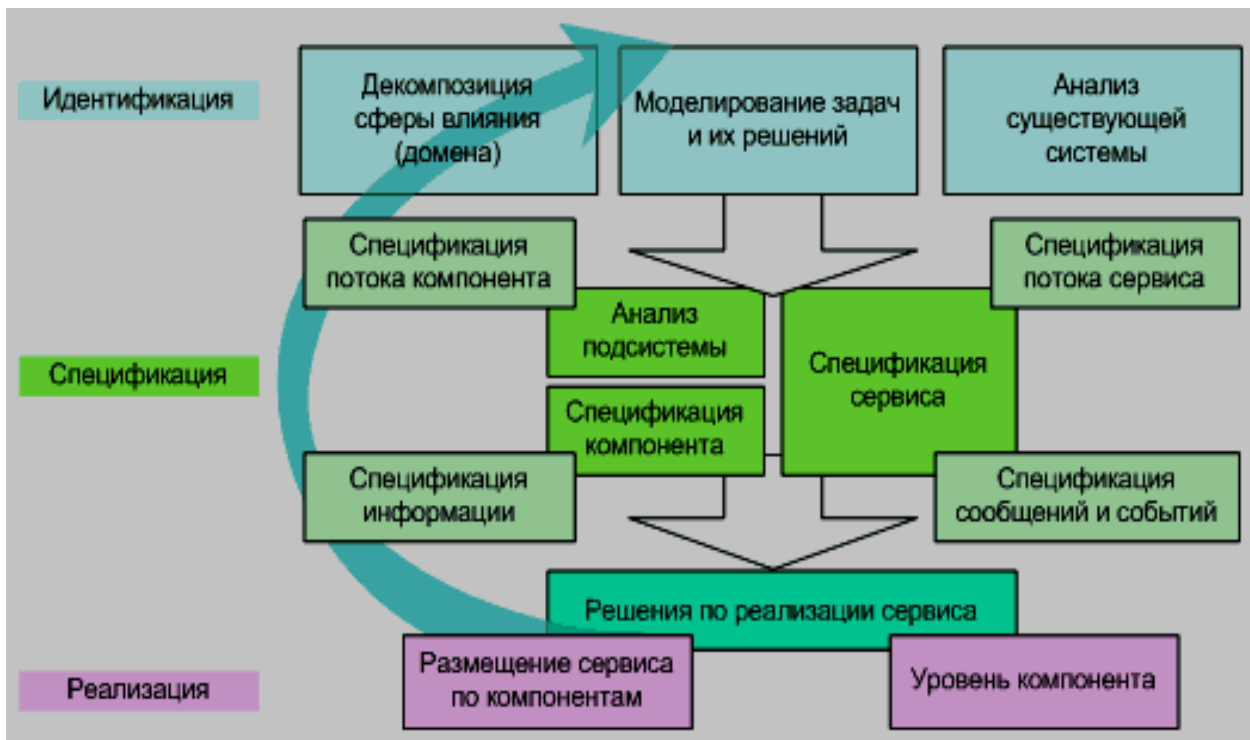 Идентификация
Декомпозиция
сферы влияния
(домена)
Моделирование задач
и их решений
Анализ
существующей
системы
Спецификация
потока компонента
Спецификация
потока сервиса
Спецификация
Анализ
подсистемы
Спецификация
сервиса
Спецификация
компонента
Спецификация
информации
Спецификация
сообщений и событий
Решения по реализации сервиса
Реализация
Размещение сервиса
по компонентам
Уровень компонента